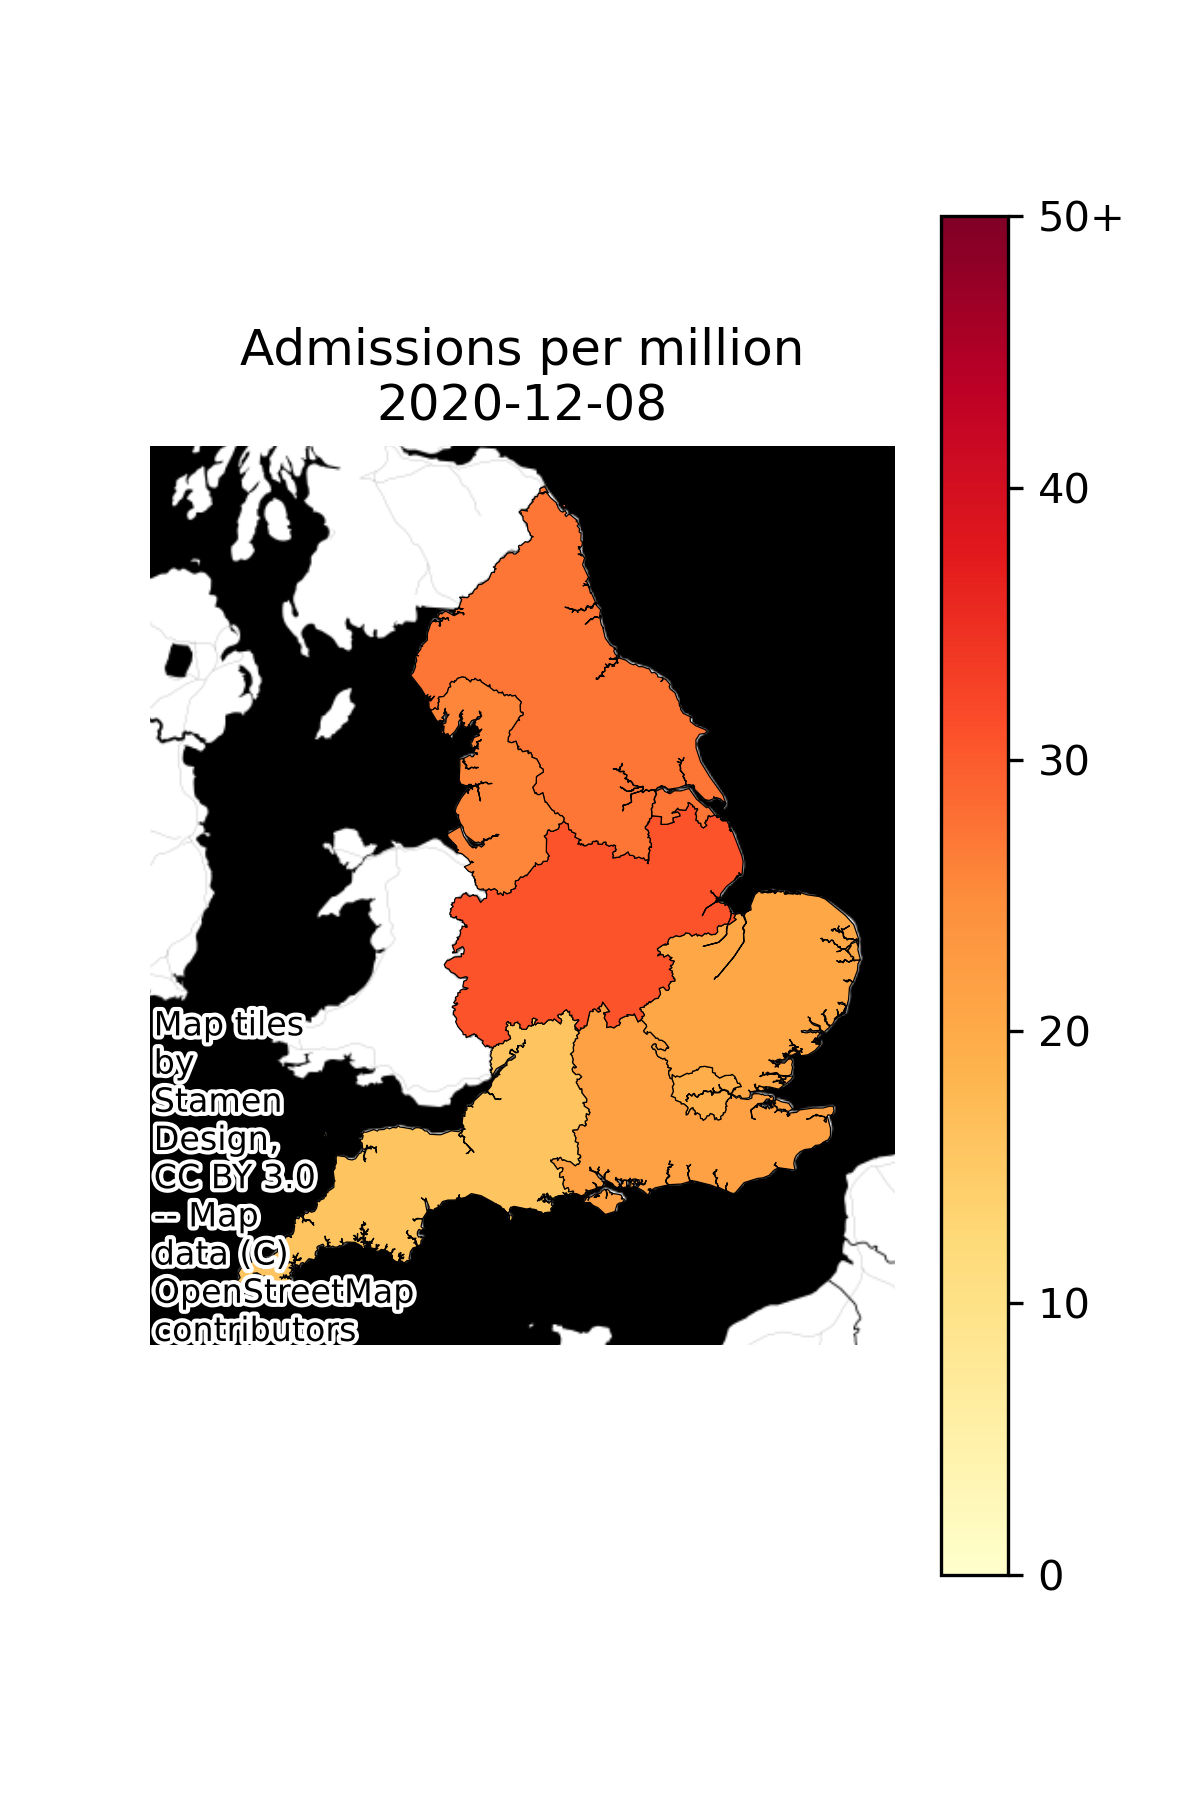 Admissions per million
2020-12-08
50+
40
30
20
10
0
Map tiles
by
Stamen
Design,
CC BY 3.0
-- Map
data (C)
OpenStreetMap
contributors